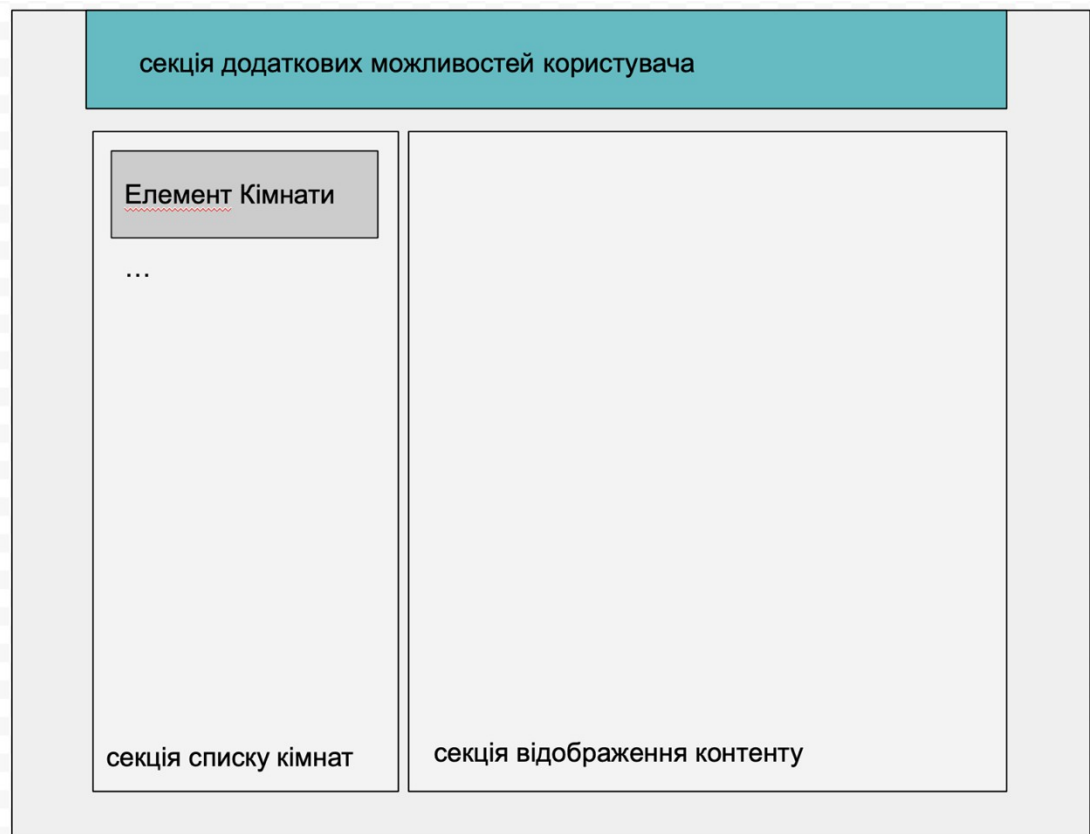 секція додаткових можливостей користувача
Елемент Кімнати
…
секція списку кімнат
секція відображення контенту